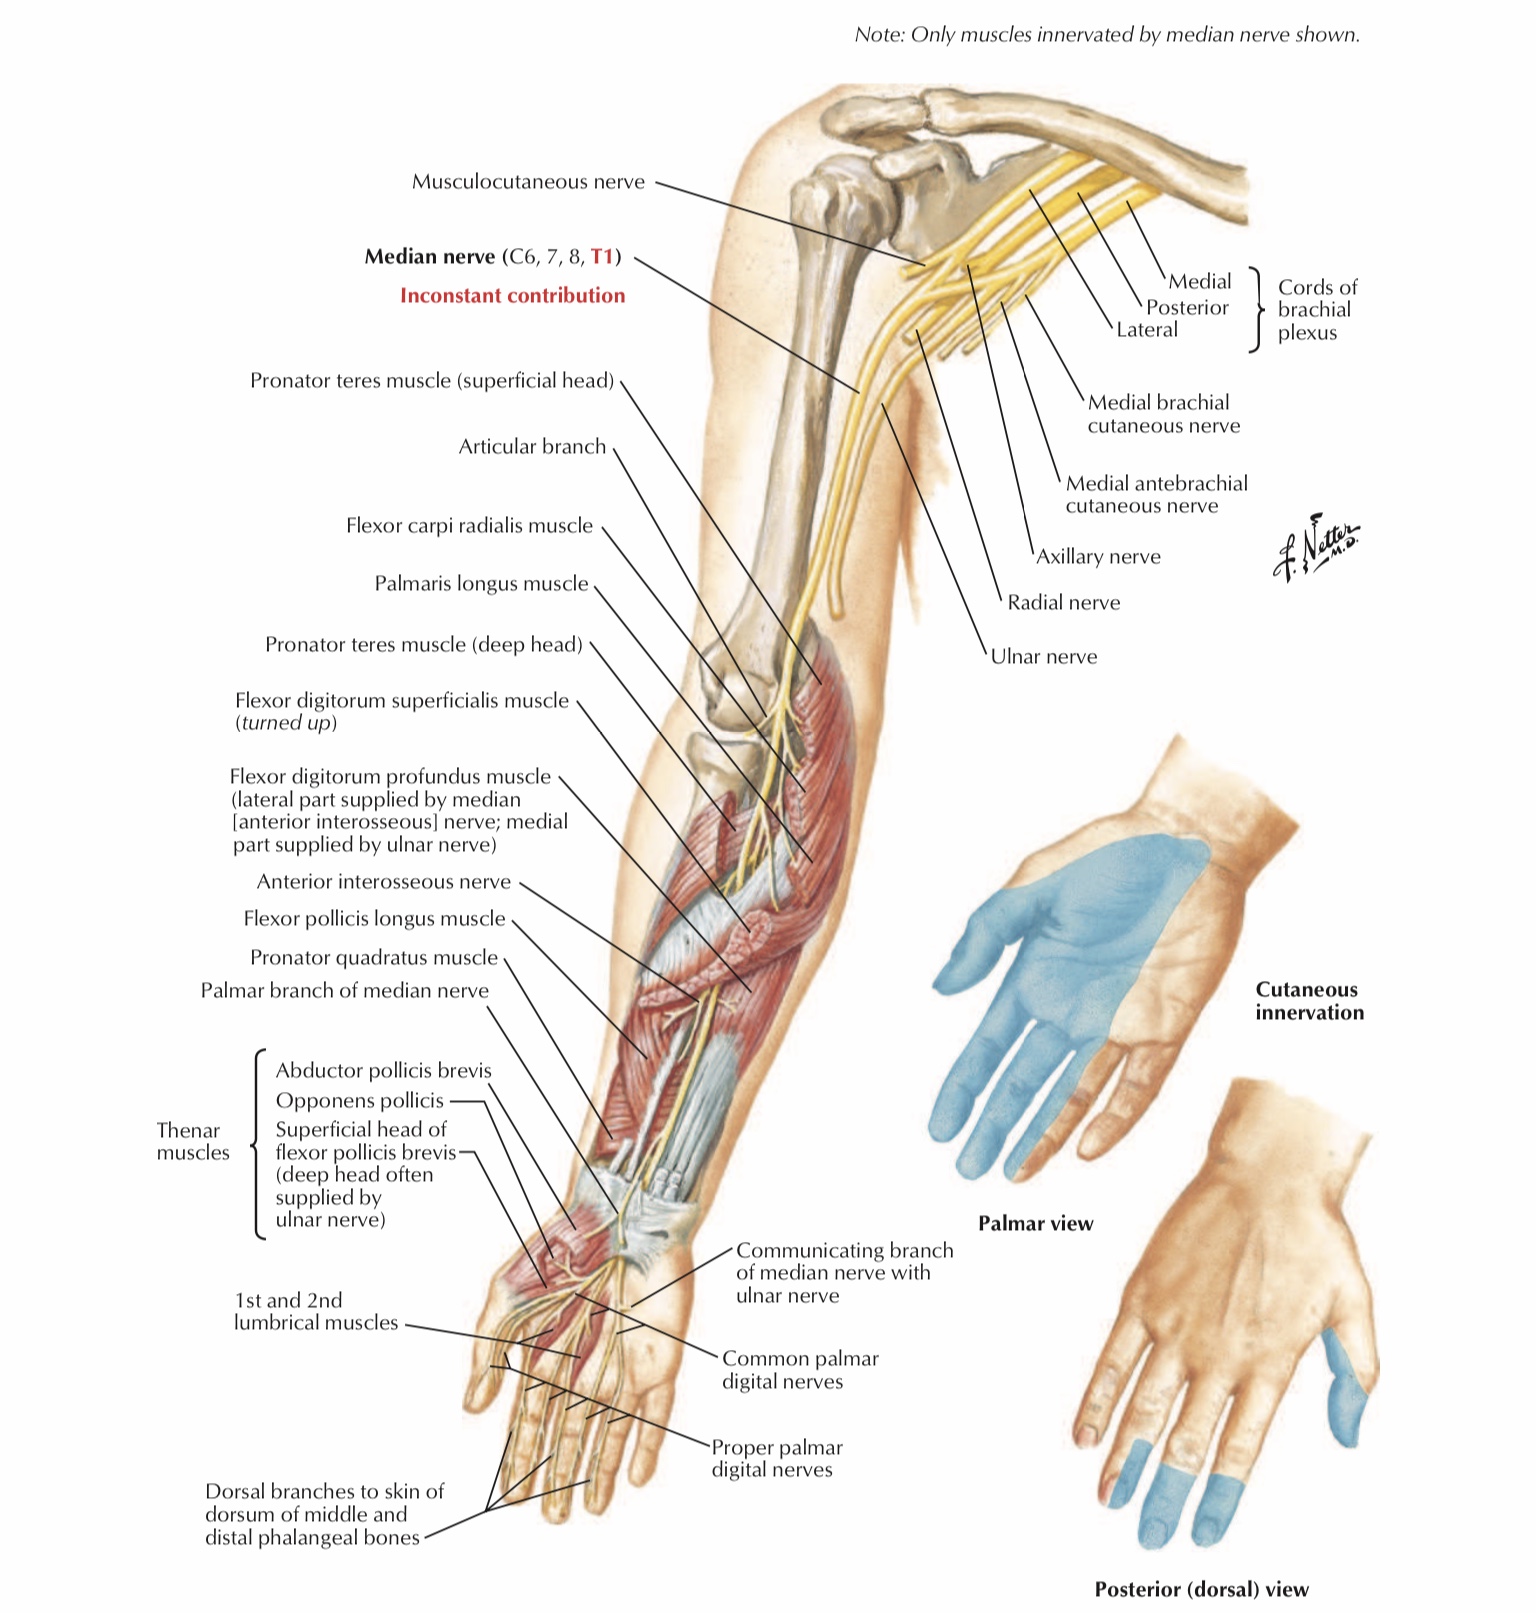 Note: Only muscles innervated by median nerve shown.
Musculocutaneous nerve
Median nerve (C6, 7, 8, T1)
Inconstant contribution
Pronator teres muscle (superficial head)
Articular branch
Flexor carpi radialis muscle
Palmaris longus muscle
Pronator teres muscle (deep head)
Flexor digitorum superficialis muscle
(turned up)
Flexor digitorum profundus muscle
(lateral part supplied by median
[anterior interosseous] nerve; medial
part supplied by ulnar nerve)
Anterior interosseous nerve
Flexor pollicis longus muscle
Pronator quadratus muscle
Palmar branch of median nerve
Thenar
muscles
Abductor pollicis brevis
Opponens pollicis
Superficial head of
flexor pollicis brevis
(deep head often
supplied by
ulnar nerve)
1st and 2nd
lumbrical muscles
Dorsal branches to skin of
dorsum of middle and
distal phalangeal bones
Medial
Posterior
Lateral
Cords of
brachial
plexus
Medial brachial
cutaneous nerve
Medial antebrachial
cutaneous nerve
Axillary nerve
Radial nerve
Ulnar nerve
F. Netter
M.D.
Communicating branch
of median nerve with
ulnar nerve
Common palmar
digital nerves
Proper palmar
digital nerves
Cutaneous
innervation
Palmar view
Posterior (dorsal) view